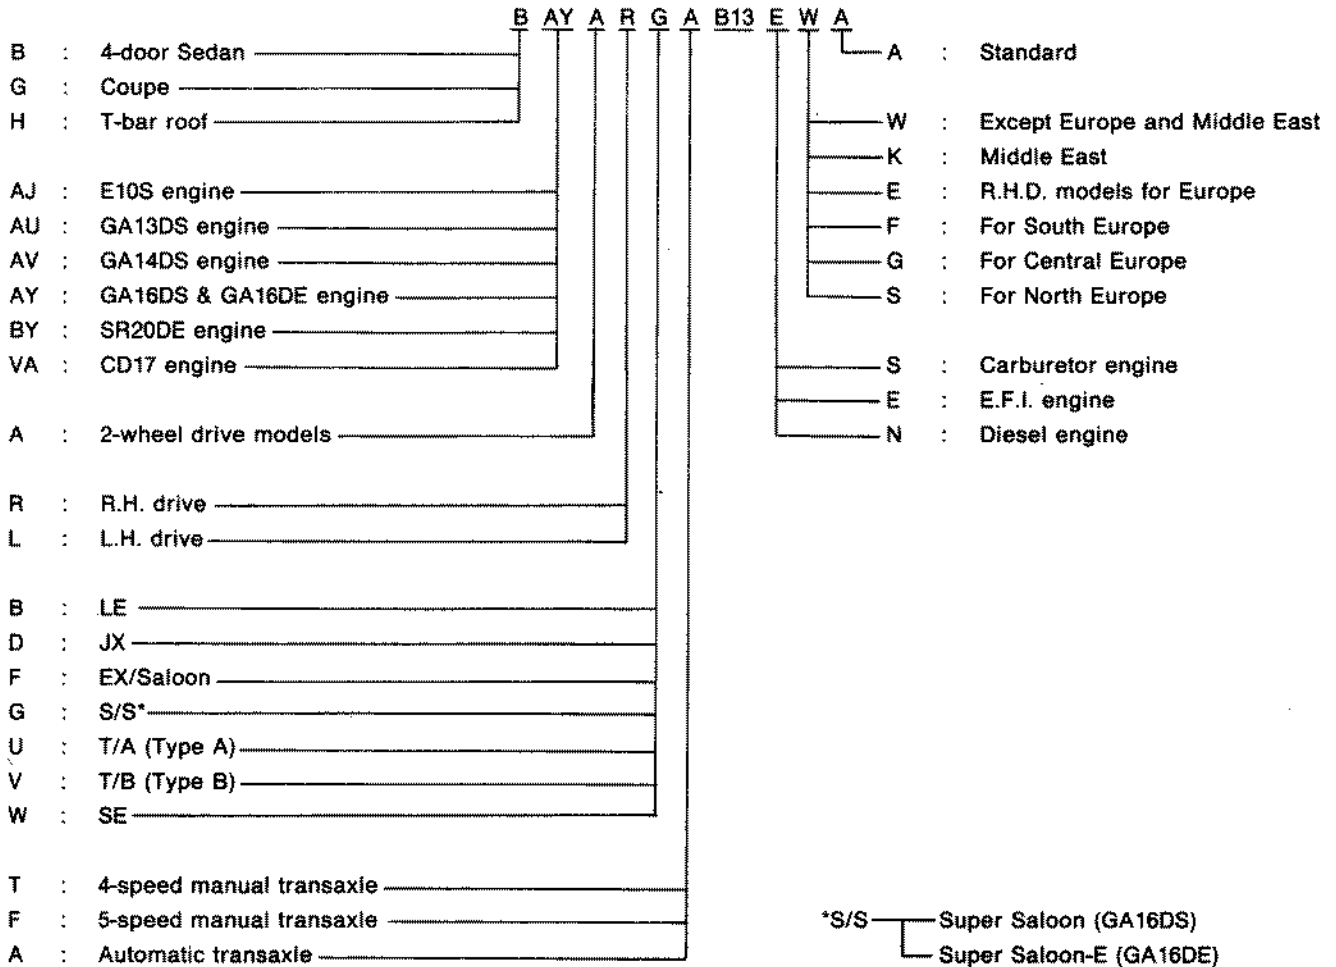 B AY A R G A B13 E W A
B : 4-door Sedan
G : Coupe
H : T-bar roof
AJ : E10S engine
AU : GA13DS engine
AV : GA14DS engine
AY : GA16DS & GA16DE engine
BY : SR20DE engine
VA : CD17 engine
A : 2-wheel drive models
R : R.H. drive
L : L.H. drive
B : LE
D : JX
F : EX/Saloon
G : S/S*
U : T/A (Type A)
V : T/B (Type B)
W : SE
T : 4-speed manual transaxle
F : 5-speed manual transaxle
A : Automatic transaxle
A : Standard
W : Except Europe and Middle East
K : Middle East
E : R.H.D. models for Europe
F : For South Europe
G : For Central Europe
S : For North Europe
S : Carburetor engine
E : E.F.I. engine
N : Diesel engine
*S/S Super Saloon (GA16DS)
Super Saloon-E (GA16DE)